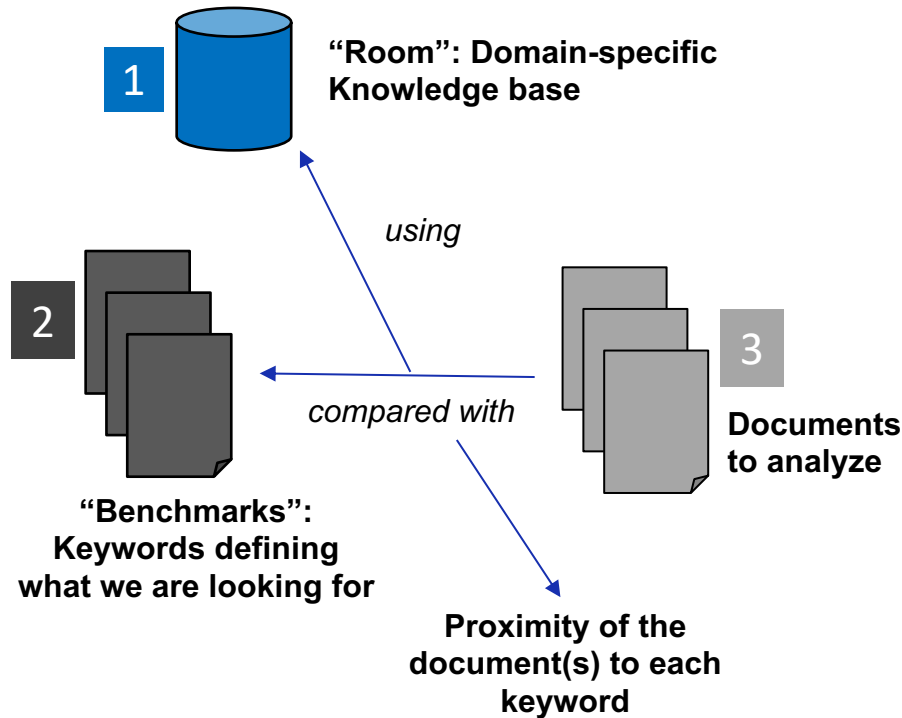 1
“Room”: Domain-specific
Knowledge base
using
2
compared with
3
Documents
to analyze
“Benchmarks”:
Keywords defining
what we are looking for
Proximity of the
document(s) to each
keyword